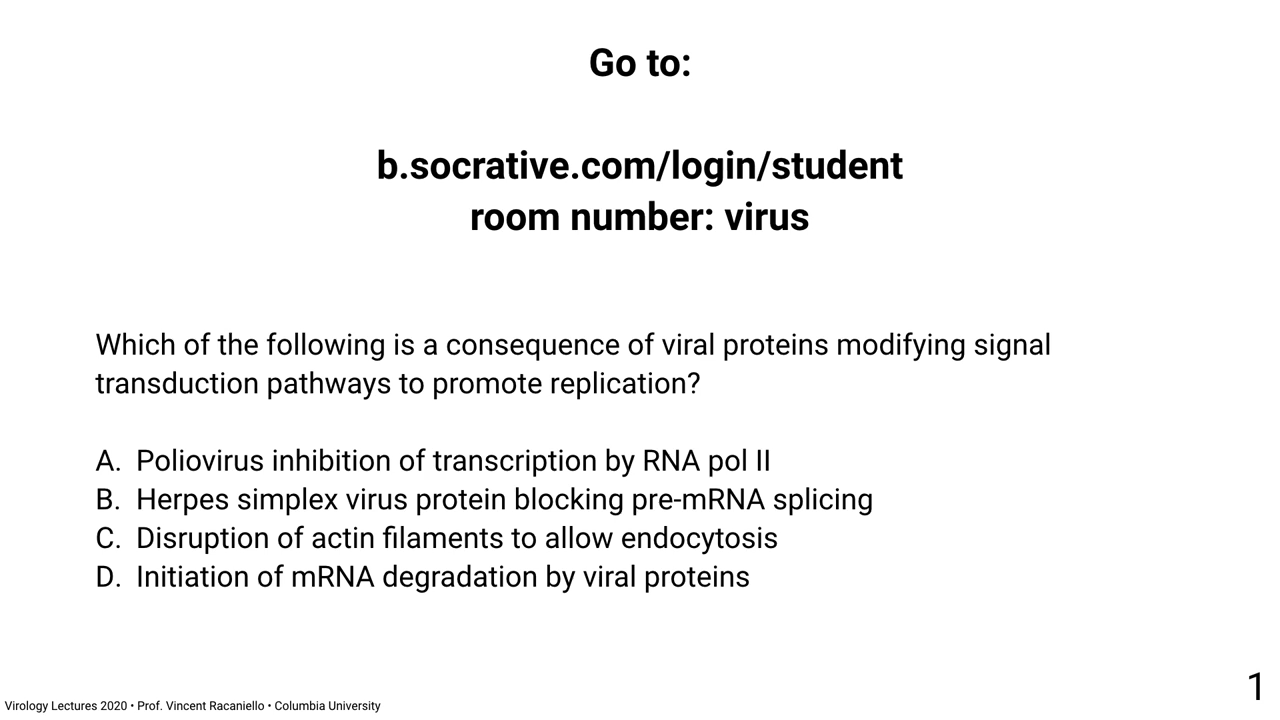 Go to:
b.socrative.com/login/student
room number: virus
Which of the following is a consequence of viral proteins modifying signal
transduction pathways to promote replication?
A. Poliovirus inhibition of transcription by RNA pol II
B. Herpes simplex virus protein blocking pre-mRNA splicing
C. Disruption of actin filaments to allow endocytosis
D. Initiation of mRNA degradation by viral proteins
Virology Lectures 2020 • Prof. Vincent Racaniello • Columbia University
1